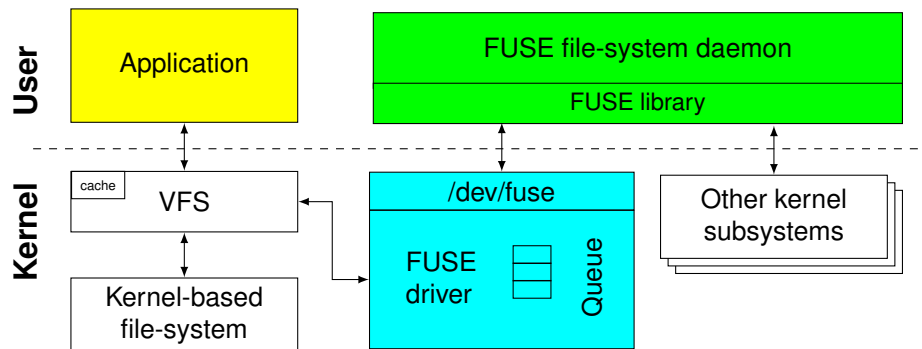 User
Application
FUSE file-system daemon
FUSE library
Kernel
cache
VFS
Kernel-based
file-system
/dev/fuse
FUSE
driver
Queue
Other kernel
subsystems